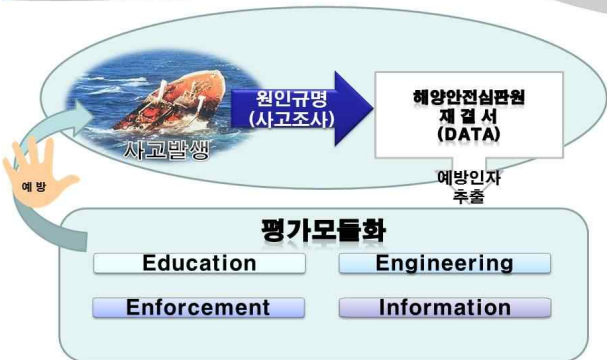 사고발생
원인규명
(사고조사)
해양안전심판원
재 결 서
(DATA)
예방
예방인자
추출
평가모듈화
Education
Engineering
Enforcement
Information